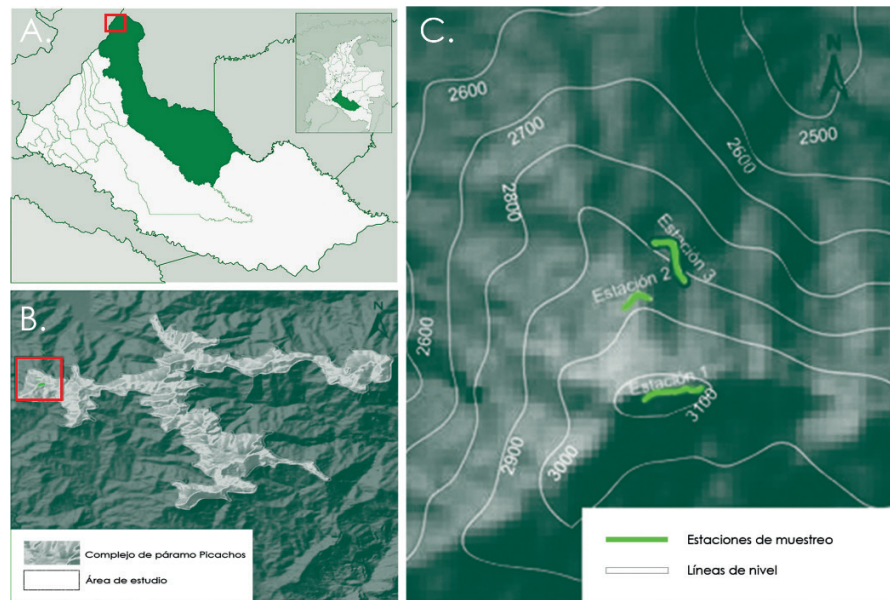 A.
B.
N
Complejo de páramo Picachos
Área de estudio
C.
N
2600
2700
2800
2600
2500
Estación 3
Estación 2
2600
Estación 1
3100
2900
3000
Estaciones de muestreo
Líneas de nivel